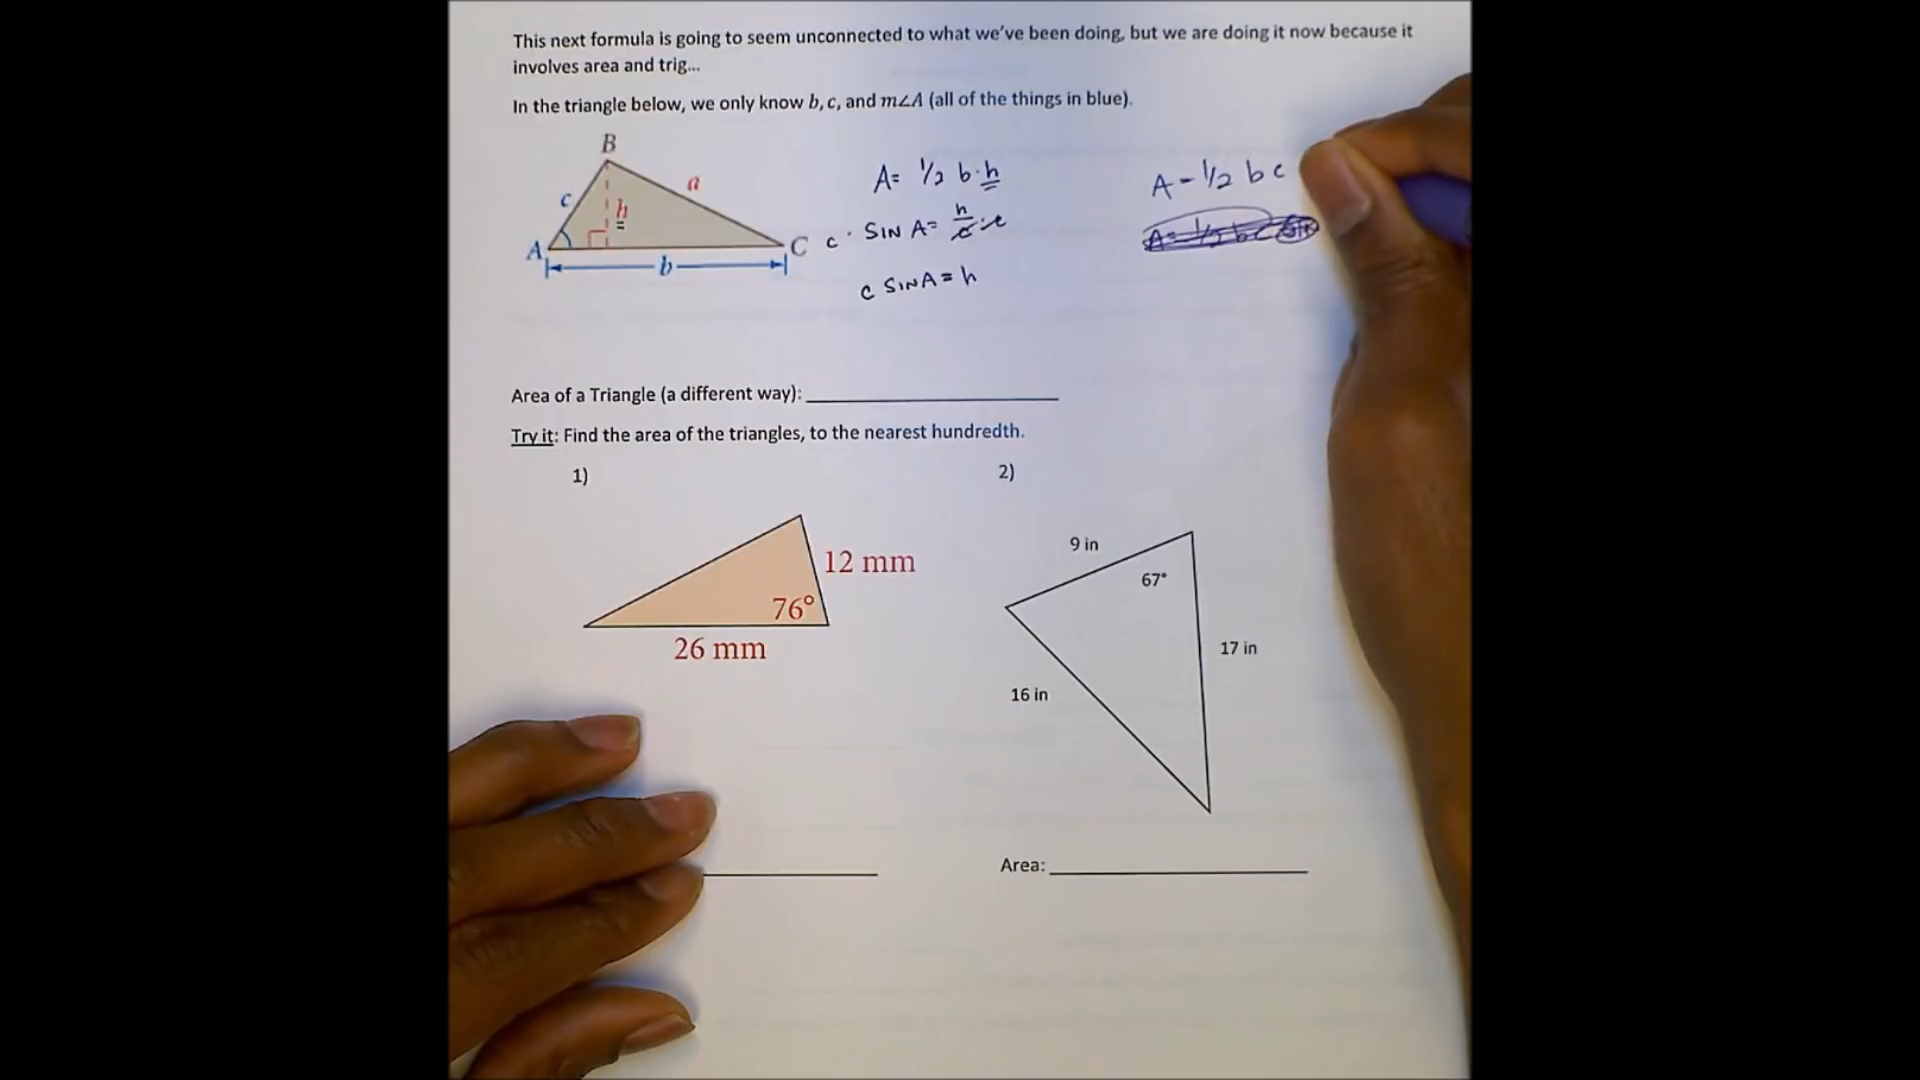 This next formula is going to seem unconnected to what we've been doing, but we are doing it now because it
involves area and trig...
In the triangle below, we only know b, c, and m∠A (all of the things in blue).
B
c
a
h
A
C
b
A= 1/2 b·h
c · SIN A= h/c · c
c SIN A = h
A = 1/2 b c
Area of a Triangle (a different way):
Try it: Find the area of the triangles, to the nearest hundredth.
1)
12 mm
76°
26 mm
2)
9 in
67°
17 in
16 in
Area: